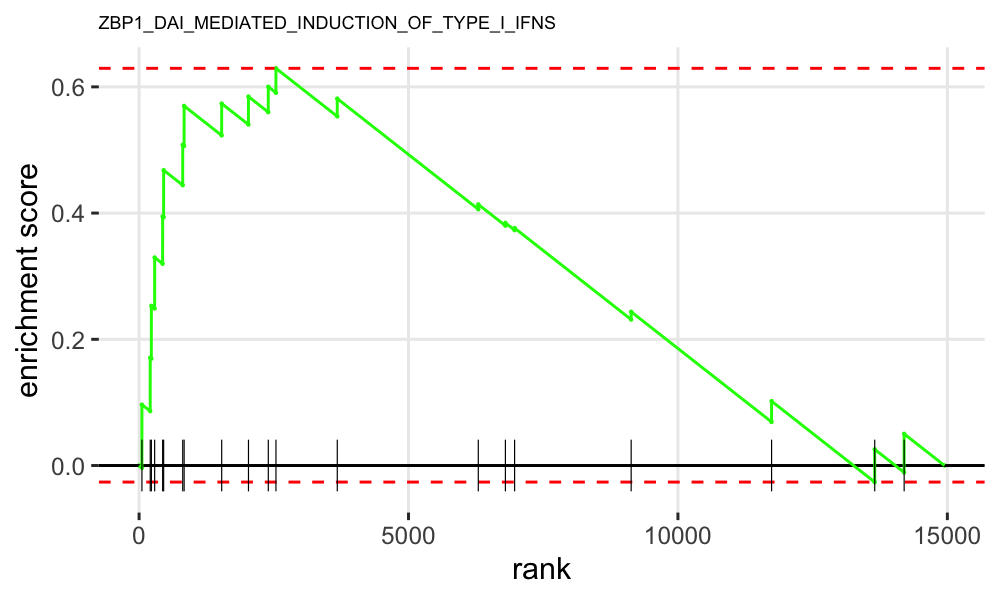 ZBP1_DAI_MEDIATED_INDUCTION_OF_TYPE_I_IFNS
enrichment score
0.6
0.4
0.2
0.0
0 5000 10000 15000
rank